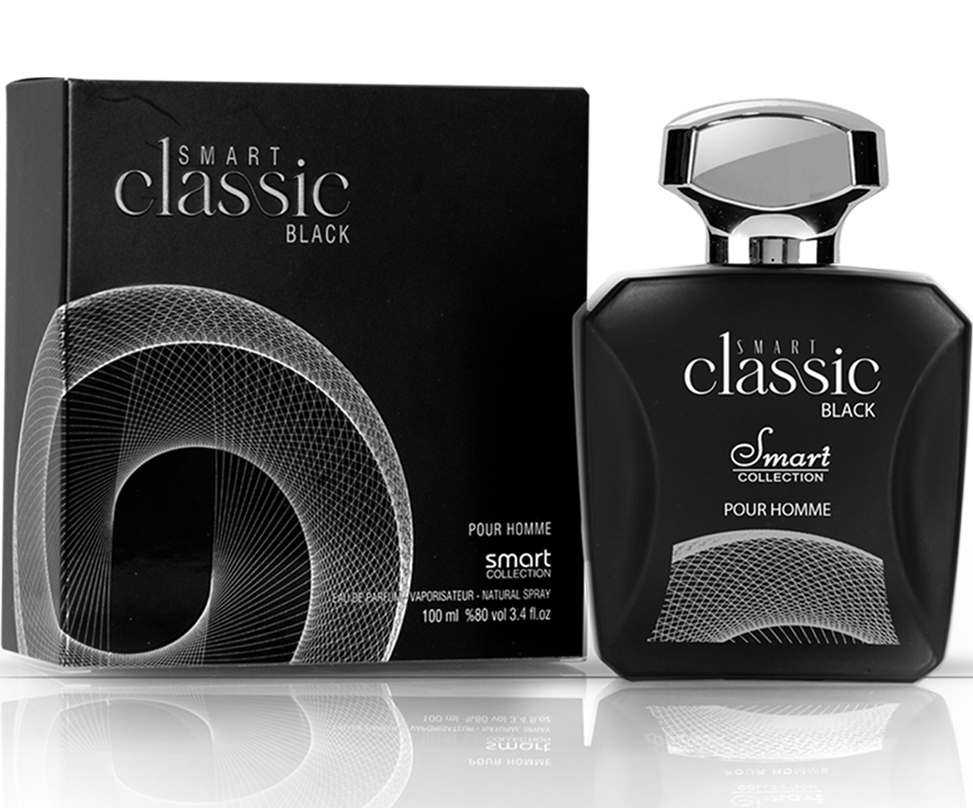 SMART
classic
BLACK
POUR HOMME
smart
COLLECTION
EAU DE PARFUM VAPORISATEUR - NATURAL SPRAY
100 ml %80 vol 3.4 fl.oz
SMART
classic
BLACK
Smart
COLLECTION
POUR HOMME